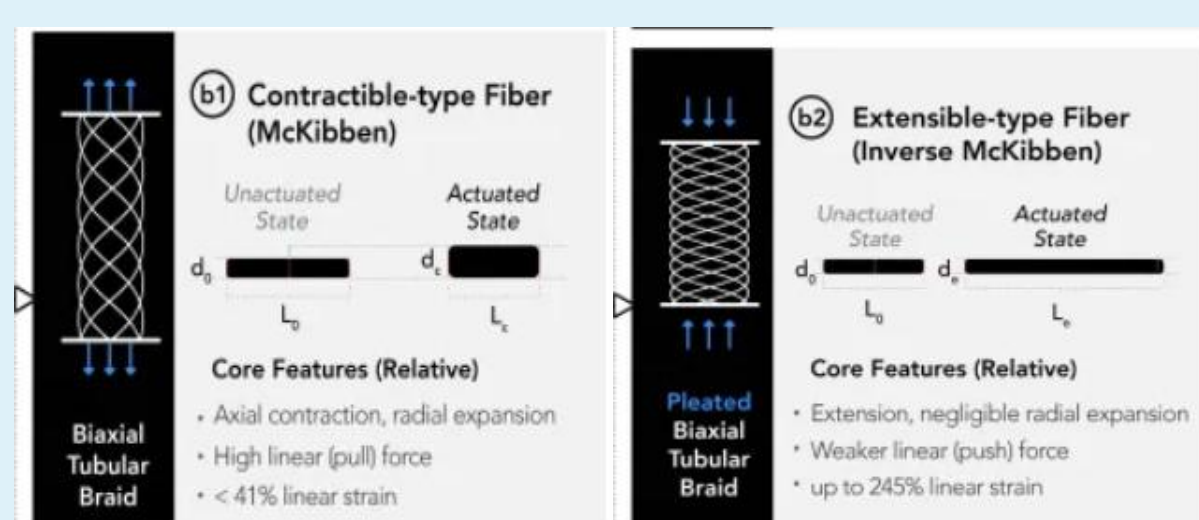 b1 Contractible-type Fiber
(McKibben)
Unactuated
State
Actuated
State
d₀
L₀
d꜀
L꜀
Core Features (Relative)
• Axial contraction, radial expansion
• High linear (pull) force
• < 41% linear strain
Biaxial
Tubular
Braid
b2 Extensible-type Fiber
(Inverse McKibben)
Unactuated
State
Actuated
State
d₀
L₀
dₑ
Lₑ
Core Features (Relative)
• Extension, negligible radial expansion
• Weaker linear (push) force
• up to 245% linear strain
Pleated
Biaxial
Tubular
Braid